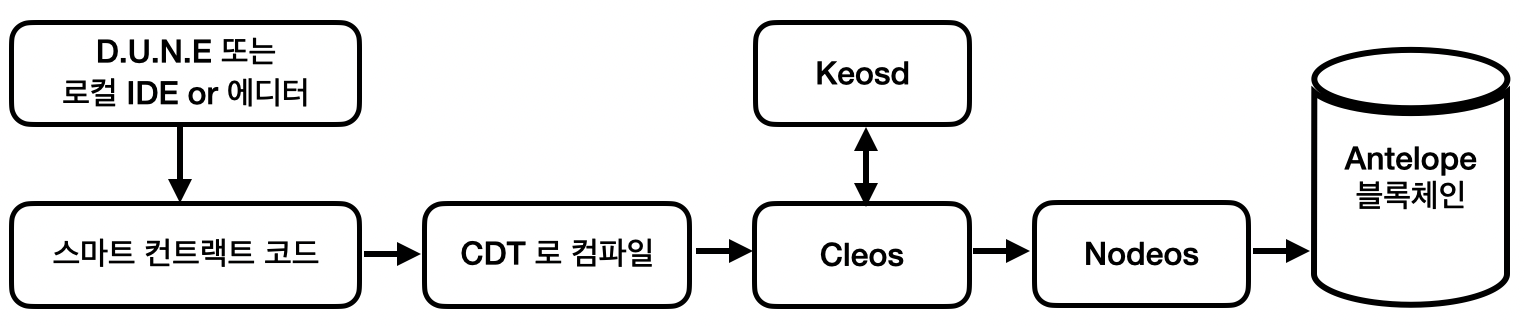 D.U.N.E 또는
로컬 IDE or 에디터
Keosd
Antelope
블록체인
스마트 컨트랙트 코드
CDT 로 컴파일
Cleos
Nodeos